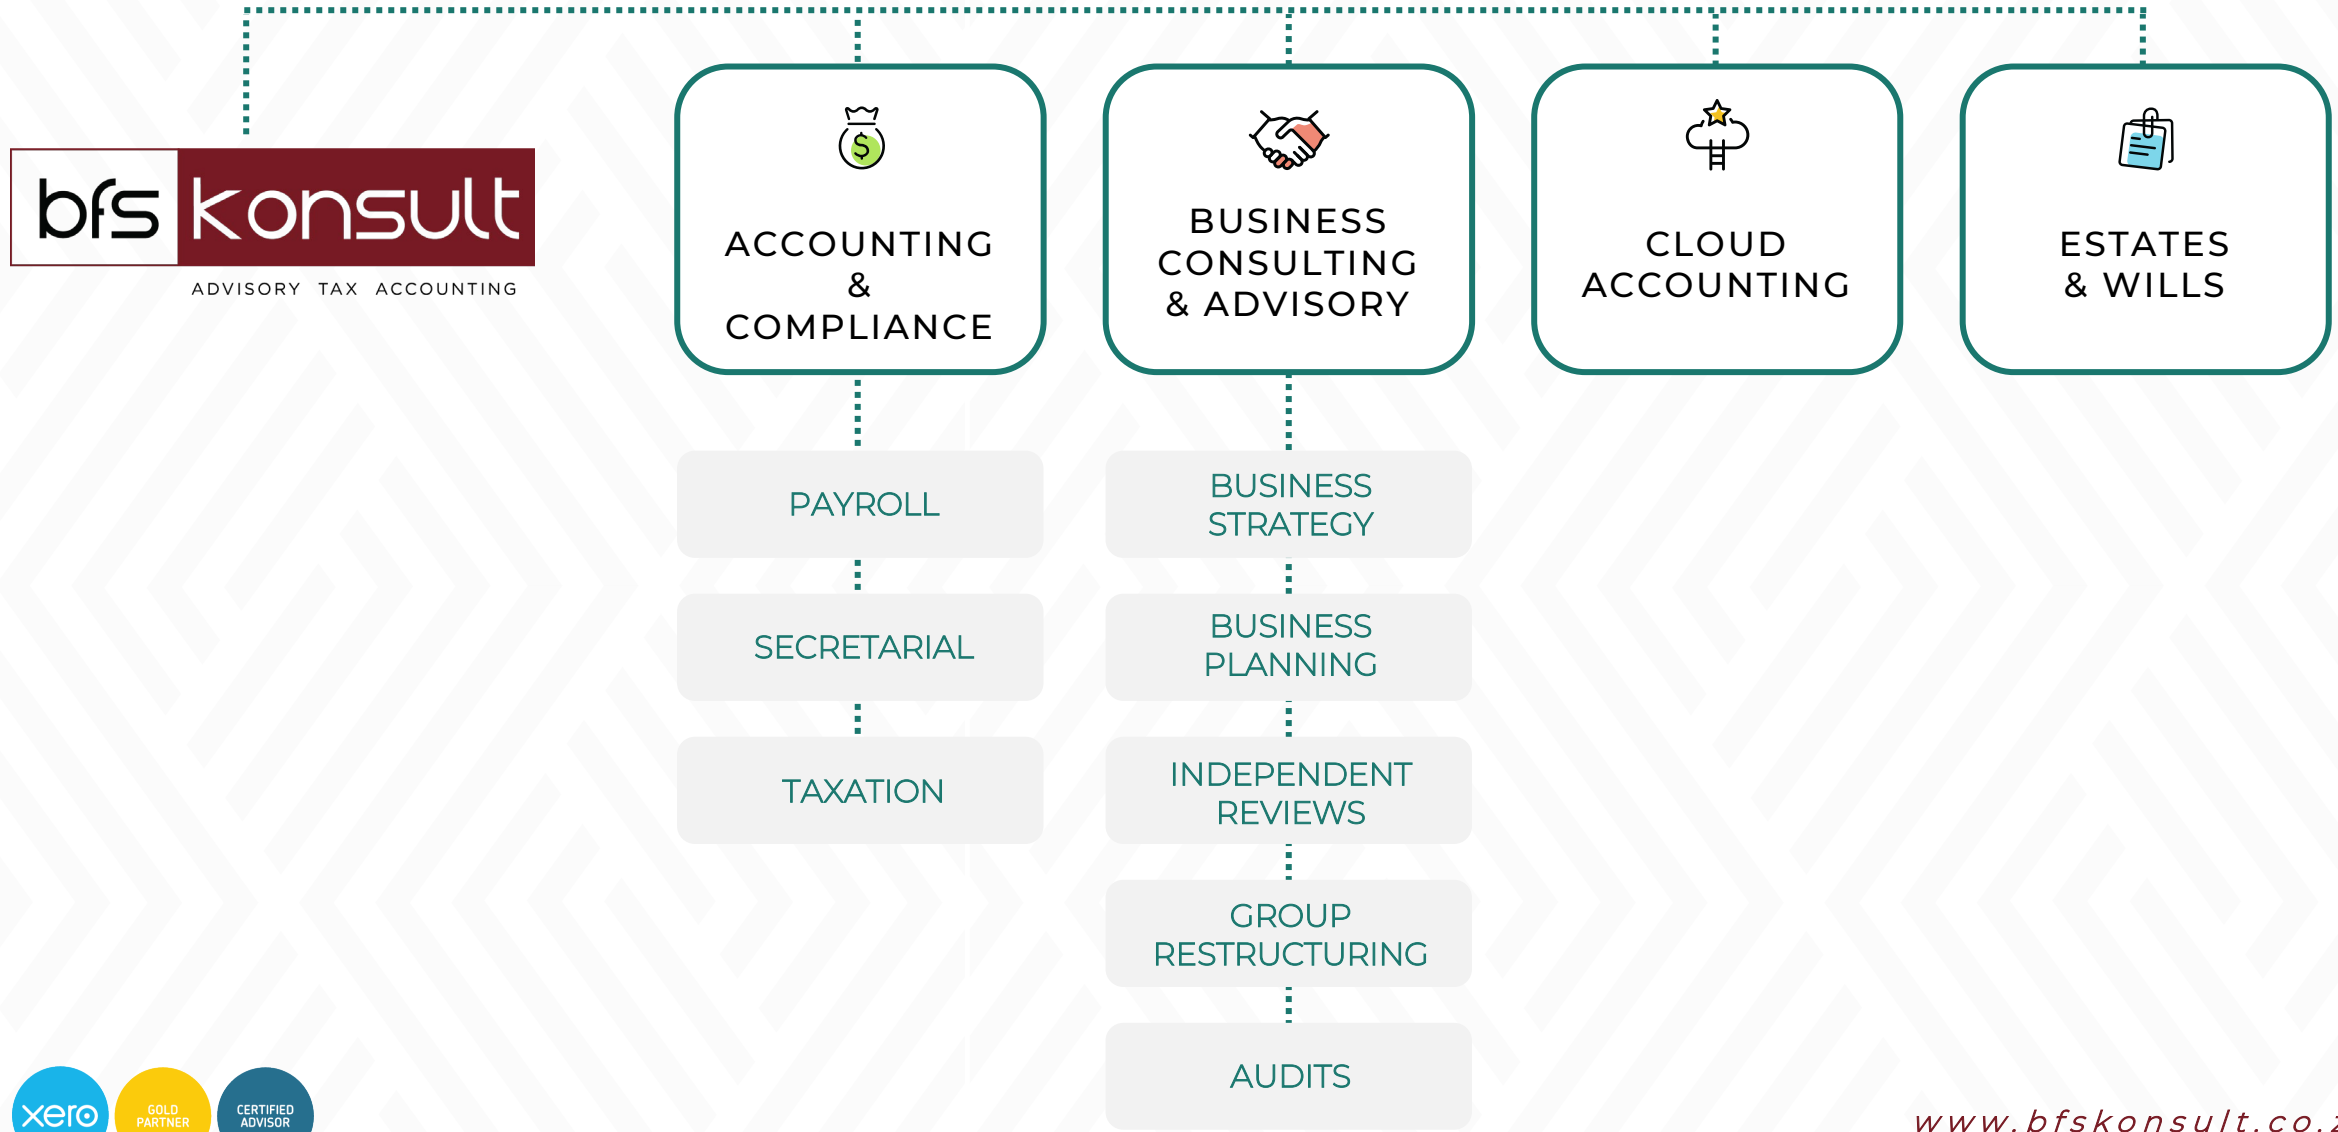 bfs konsult
ADVISORY TAX ACCOUNTING
ACCOUNTING
&
COMPLIANCE
PAYROLL
SECRETARIAL
TAXATION
BUSINESS
CONSULTING
& ADVISORY
BUSINESS
STRATEGY
BUSINESS
PLANNING
INDEPENDENT
REVIEWS
GROUP
RESTRUCTURING
AUDITS
CLOUD
ACCOUNTING
ESTATES
& WILLS
xero
GOLD
PARTNER
CERTIFIED
ADVISOR
www.bfskonsult.co.z